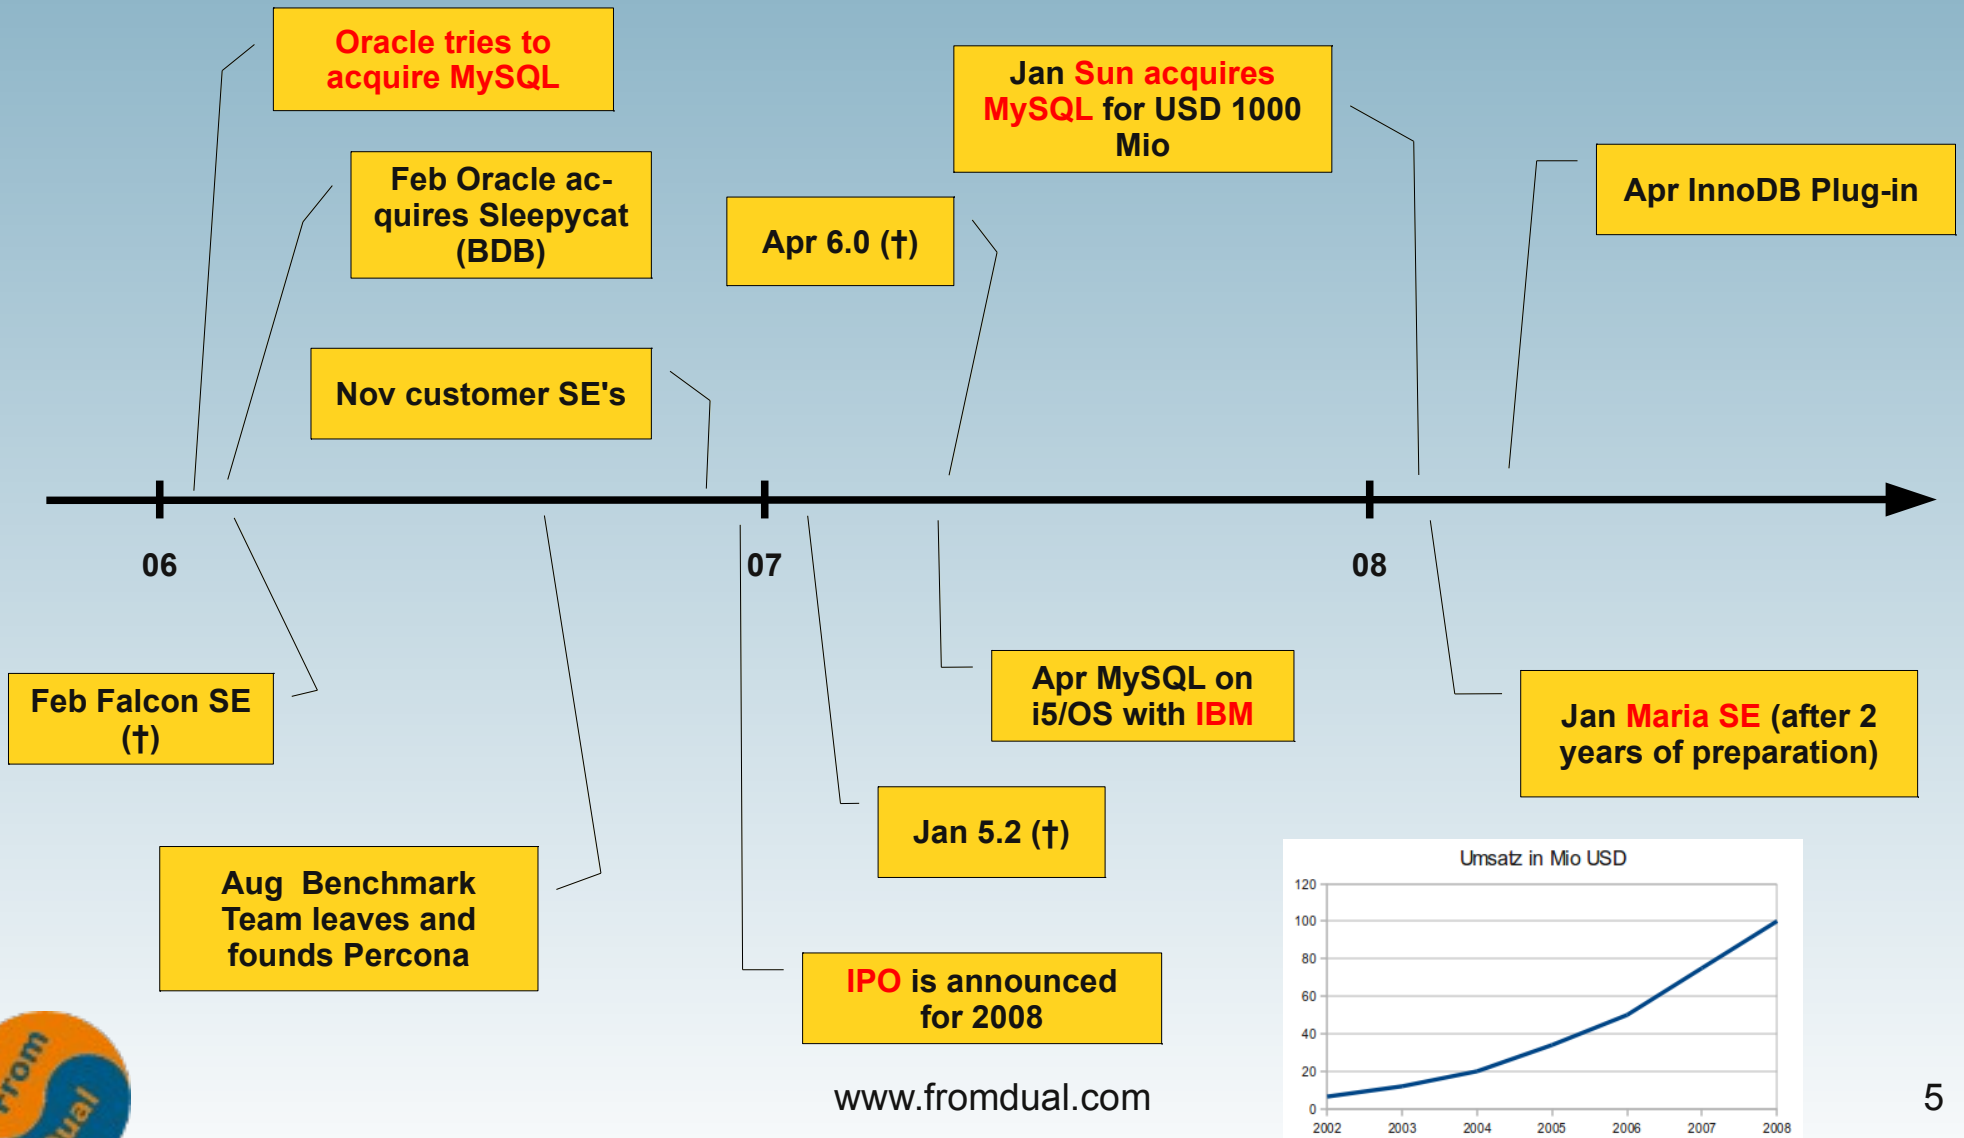 Oracle tries to
acquire MySQL
Jan Sun acquires
MySQL for USD 1000
Mio
Feb Oracle ac-
quires Sleepycat
(BDB)
Apr 6.0 (†)
Apr InnoDB Plug-in
Nov customer SE's
06
07
08
Feb Falcon SE
(†)
Apr MySQL on
i5/OS with IBM
Jan Maria SE (after 2
years of preparation)
Jan 5.2 (†)
Aug Benchmark
Team leaves and
founds Percona
IPO is announced
for 2008
Umsatz in Mio USD
120
100
80
60
40
20
0
2002 2003 2004 2005 2006 2007 2008
From
www.fromdual.com
5